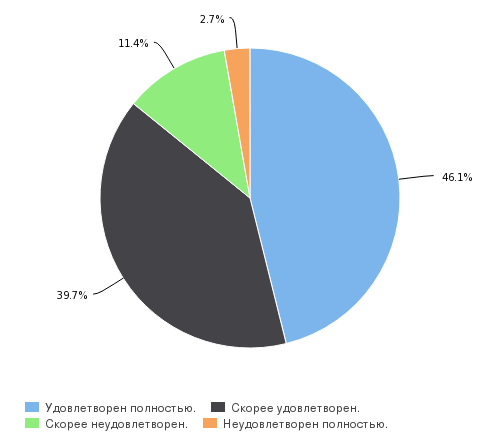 2.7%
11.4%
46.1%
39.7%
Удовлетворен полностью. Скорее удовлетворен.
Скорее неудовлетворен. Неудовлетворен полностью.